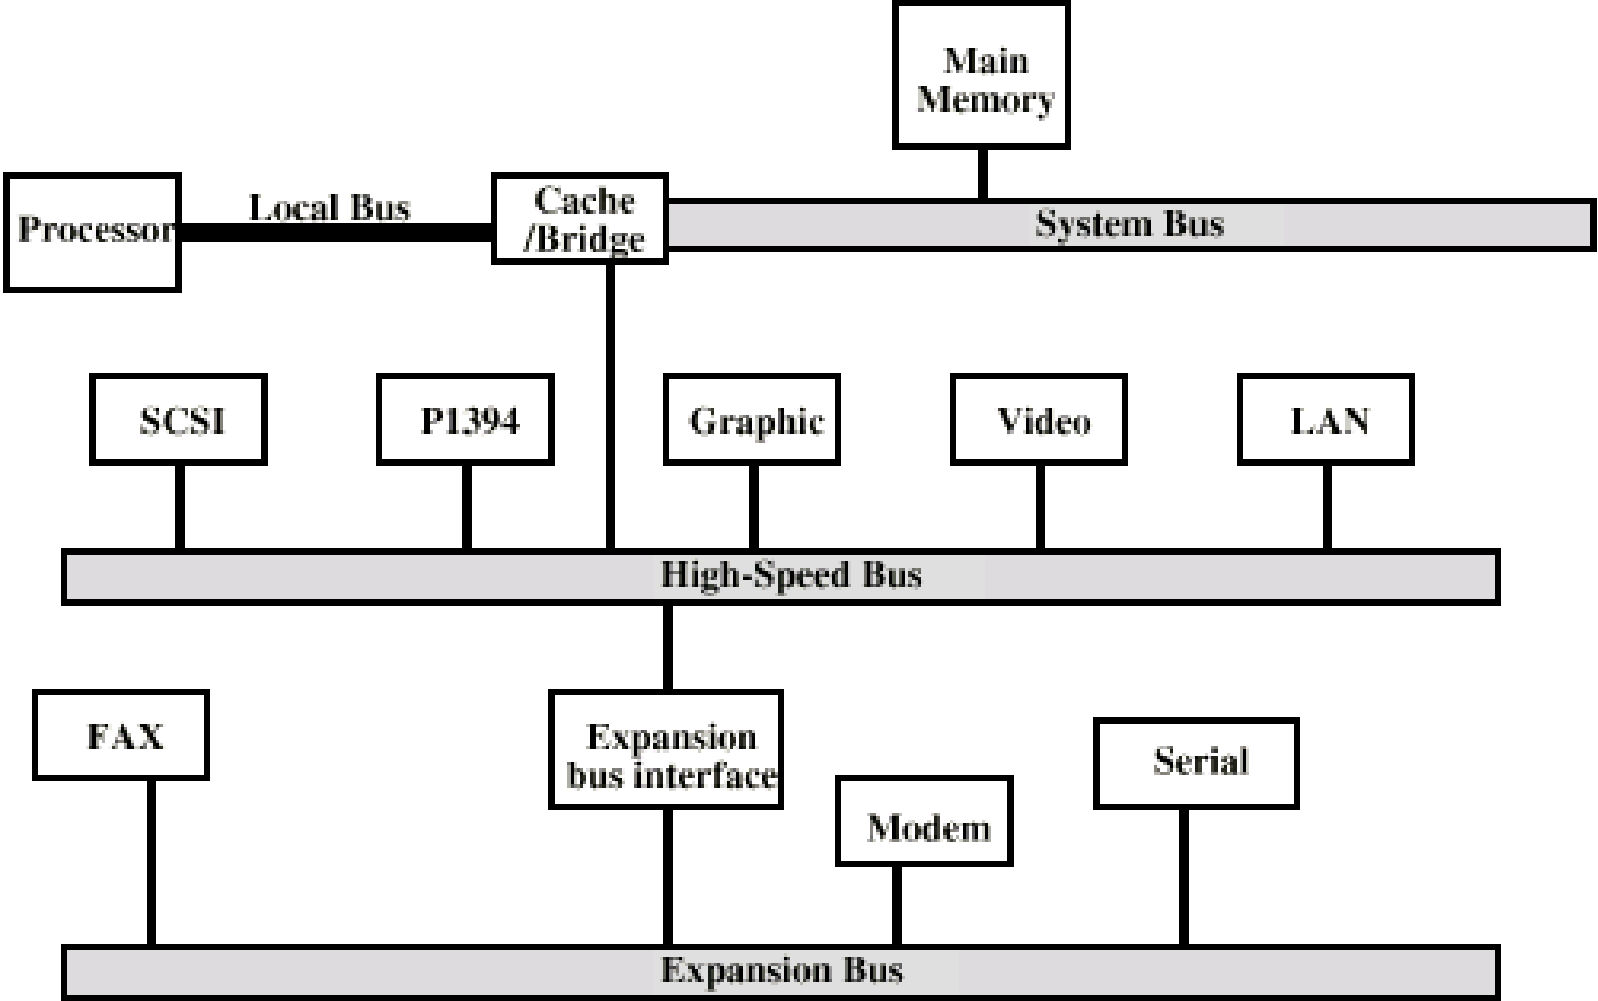 Main
Memory
Processor
Local Bus
Cache
/Bridge
System Bus
SCSI
P1394
Graphic
Video
LAN
High-Speed Bus
FAX
Expansion
bus interface
Modem
Serial
Expansion Bus